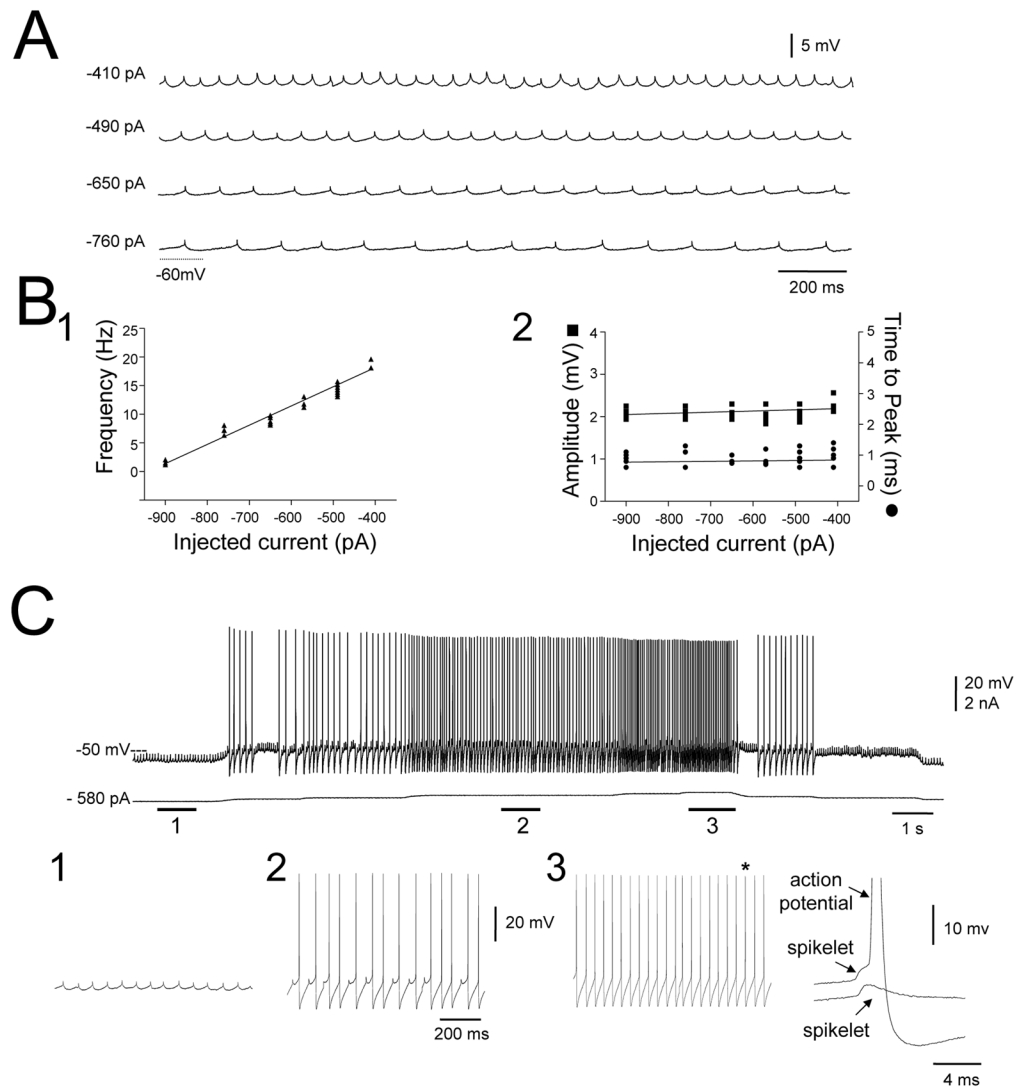 A
5 mV
-410 pA
-490 pA
-650 pA
-760 pA
-60mV
200 ms
B1
Frequency (Hz)
25
20
15
10
5
0
-900 -800 -700 -600 -500 -400
Injected current (pA)
2
Amplitude (mV)
4
3
2
1
0
Time to Peak (ms)
5
4
3
2
1
0
-900 -800 -700 -600 -500 -400
Injected current (pA)
C
20 mV
2 nA
-50 mV
- 580 pA
1
2
3
1 s
1
2
20 mV
200 ms
3
*
action
potential
spikelet
spikelet
10 mv
4 ms